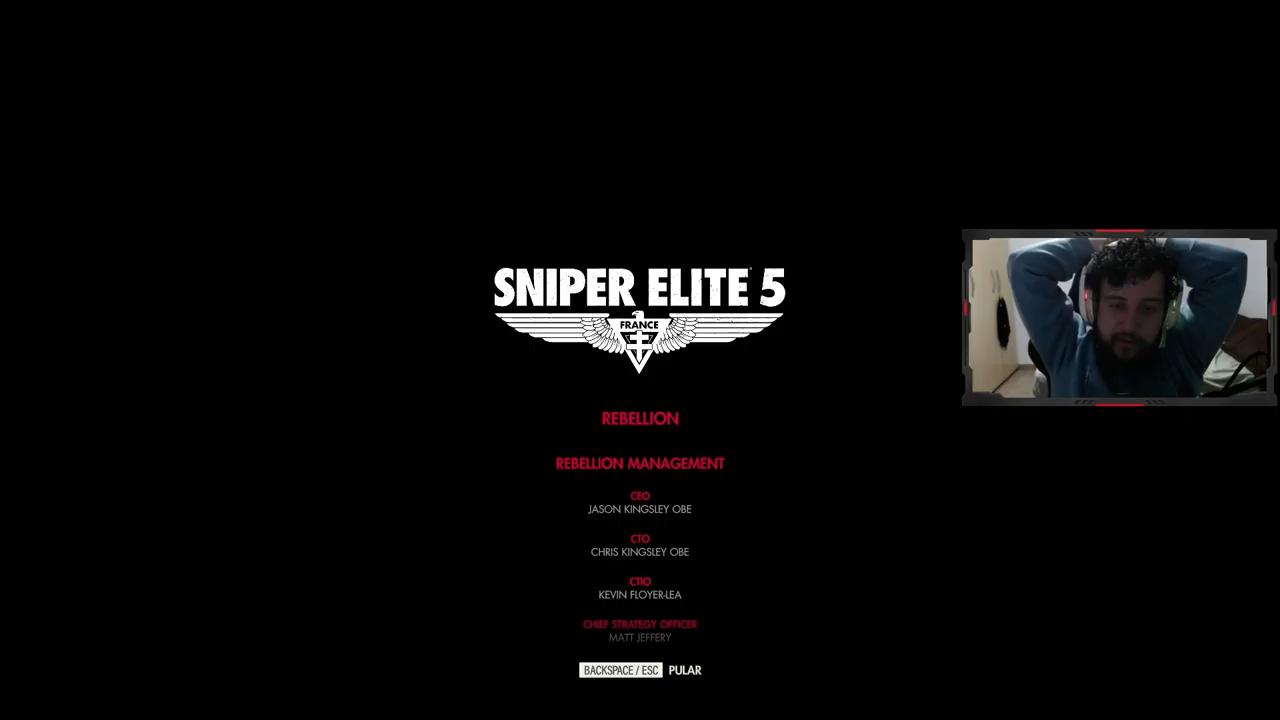 SNIPER ELITE 5
FRANCE
REBELLION
REBELLION MANAGEMENT
CEO
JASON KINGSLEY OBE
CTO
CHRIS KINGSLEY OBE
CTIO
KEVIN FLOYER-LEA
CHIEF STRATEGY OFFICER
MATT JEFFERY
BACKSPACE / ESC PULAR